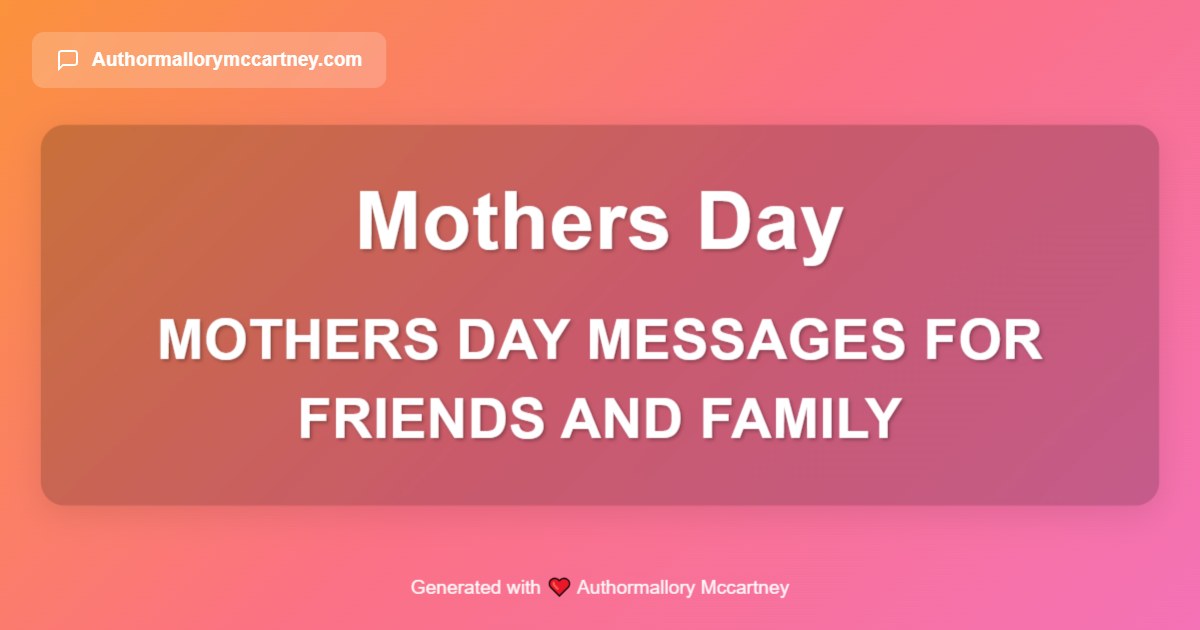 Authormallorymccartney.com
Mothers Day
MOTHERS DAY MESSAGES FOR
FRIENDS AND FAMILY
Generated with ❤️ Authormallory Mccartney